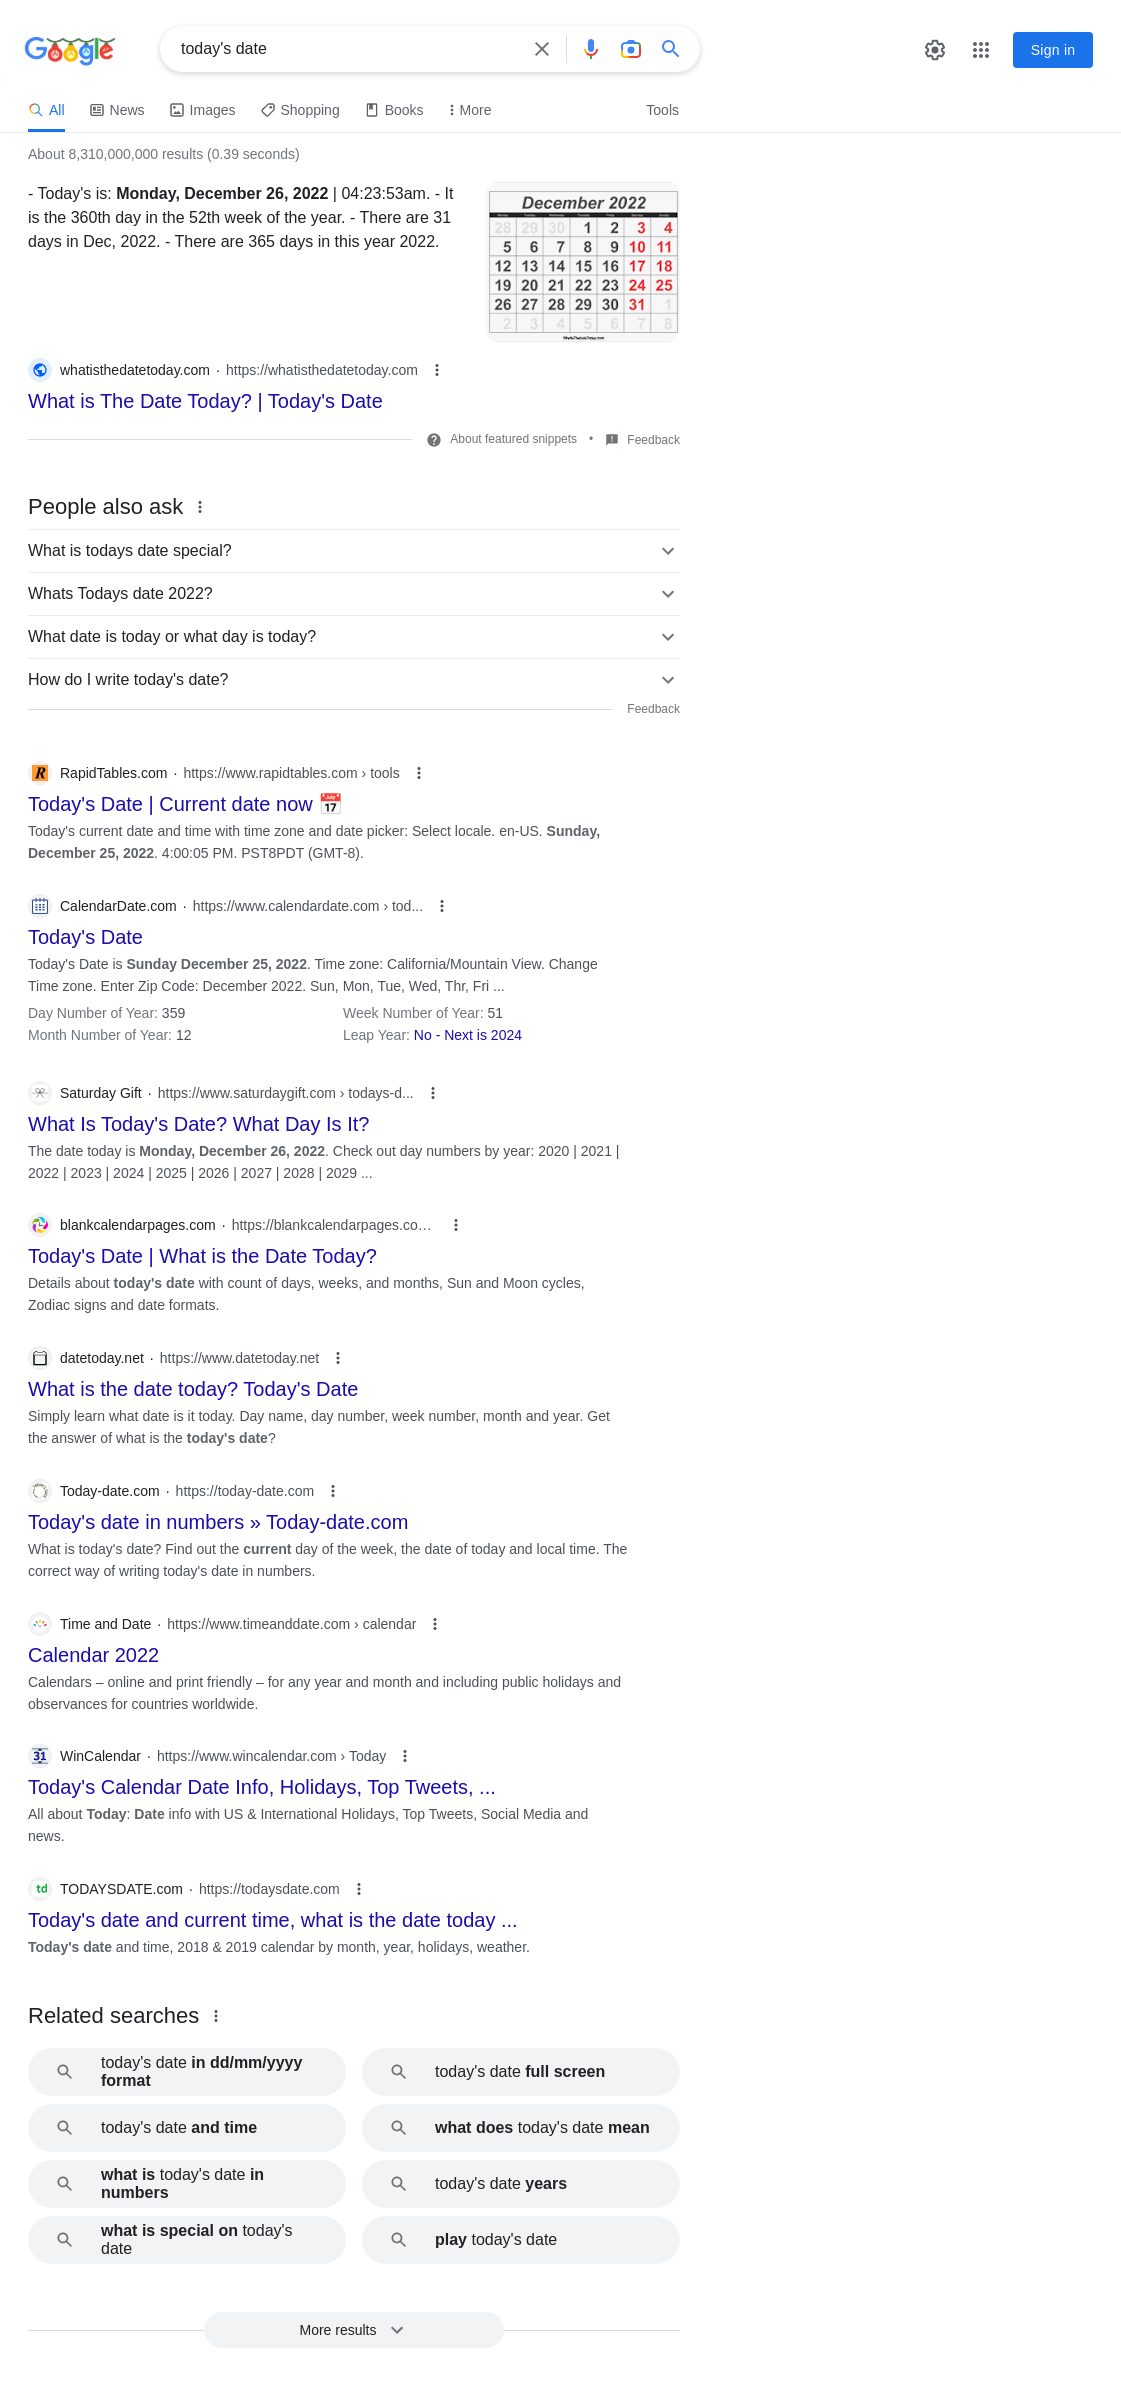 Google
today's date
Sign in
All
News
Images
Shopping
Books
More
Tools
About 8,310,000,000 results (0.39 seconds)
- Today's is: Monday, December 26, 2022 | 04:23:53am. - It
is the 360th day in the 52th week of the year. - There are 31
days in Dec, 2022. - There are 365 days in this year 2022.
December 2022
Monday Tuesday Wednesday Thursday Friday Saturday Sunday
28 29 30 1 2 3 4
5 6 7 8 9 10 11
12 13 14 15 16 17 18
19 20 21 22 23 24 25
26 27 28 29 30 31 1
2 3 4 5 6 7 8
WhatIsTheDateToday.Com
whatisthedatetoday.com · https://whatisthedatetoday.com
What is The Date Today? | Today's Date
About featured snippets • Feedback
People also ask
What is todays date special?
Whats Todays date 2022?
What date is today or what day is today?
How do I write today's date?
Feedback
RapidTables.com · https://www.rapidtables.com › tools
Today's Date | Current date now 📅
Today's current date and time with time zone and date picker: Select locale. en-US. Sunday,
December 25, 2022. 4:00:05 PM. PST8PDT (GMT-8).
CalendarDate.com · https://www.calendardate.com › tod...
Today's Date
Today's Date is Sunday December 25, 2022. Time zone: California/Mountain View. Change
Time zone. Enter Zip Code: December 2022. Sun, Mon, Tue, Wed, Thr, Fri ...
Day Number of Year: 359
Week Number of Year: 51
Month Number of Year: 12
Leap Year: No - Next is 2024
Saturday Gift · https://www.saturdaygift.com › todays-d...
What Is Today's Date? What Day Is It?
The date today is Monday, December 26, 2022. Check out day numbers by year: 2020 | 2021 |
2022 | 2023 | 2024 | 2025 | 2026 | 2027 | 2028 | 2029 ...
blankcalendarpages.com · https://blankcalendarpages.co…
Today's Date | What is the Date Today?
Details about today's date with count of days, weeks, and months, Sun and Moon cycles,
Zodiac signs and date formats.
datetoday.net · https://www.datetoday.net
What is the date today? Today's Date
Simply learn what date is it today. Day name, day number, week number, month and year. Get
the answer of what is the today's date?
Today-date.com · https://today-date.com
Today's date in numbers » Today-date.com
What is today's date? Find out the current day of the week, the date of today and local time. The
correct way of writing today's date in numbers.
Time and Date · https://www.timeanddate.com › calendar
Calendar 2022
Calendars – online and print friendly – for any year and month and including public holidays and
observances for countries worldwide.
31
WinCalendar · https://www.wincalendar.com › Today
Today's Calendar Date Info, Holidays, Top Tweets, ...
All about Today: Date info with US & International Holidays, Top Tweets, Social Media and
news.
td
TODAYSDATE.com · https://todaysdate.com
Today's date and current time, what is the date today ...
Today's date and time, 2018 & 2019 calendar by month, year, holidays, weather.
Related searches
today's date in dd/mm/yyyy
format
today's date full screen
today's date and time
what does today's date mean
what is today's date in
numbers
today's date years
what is special on today's
date
play today's date
More results